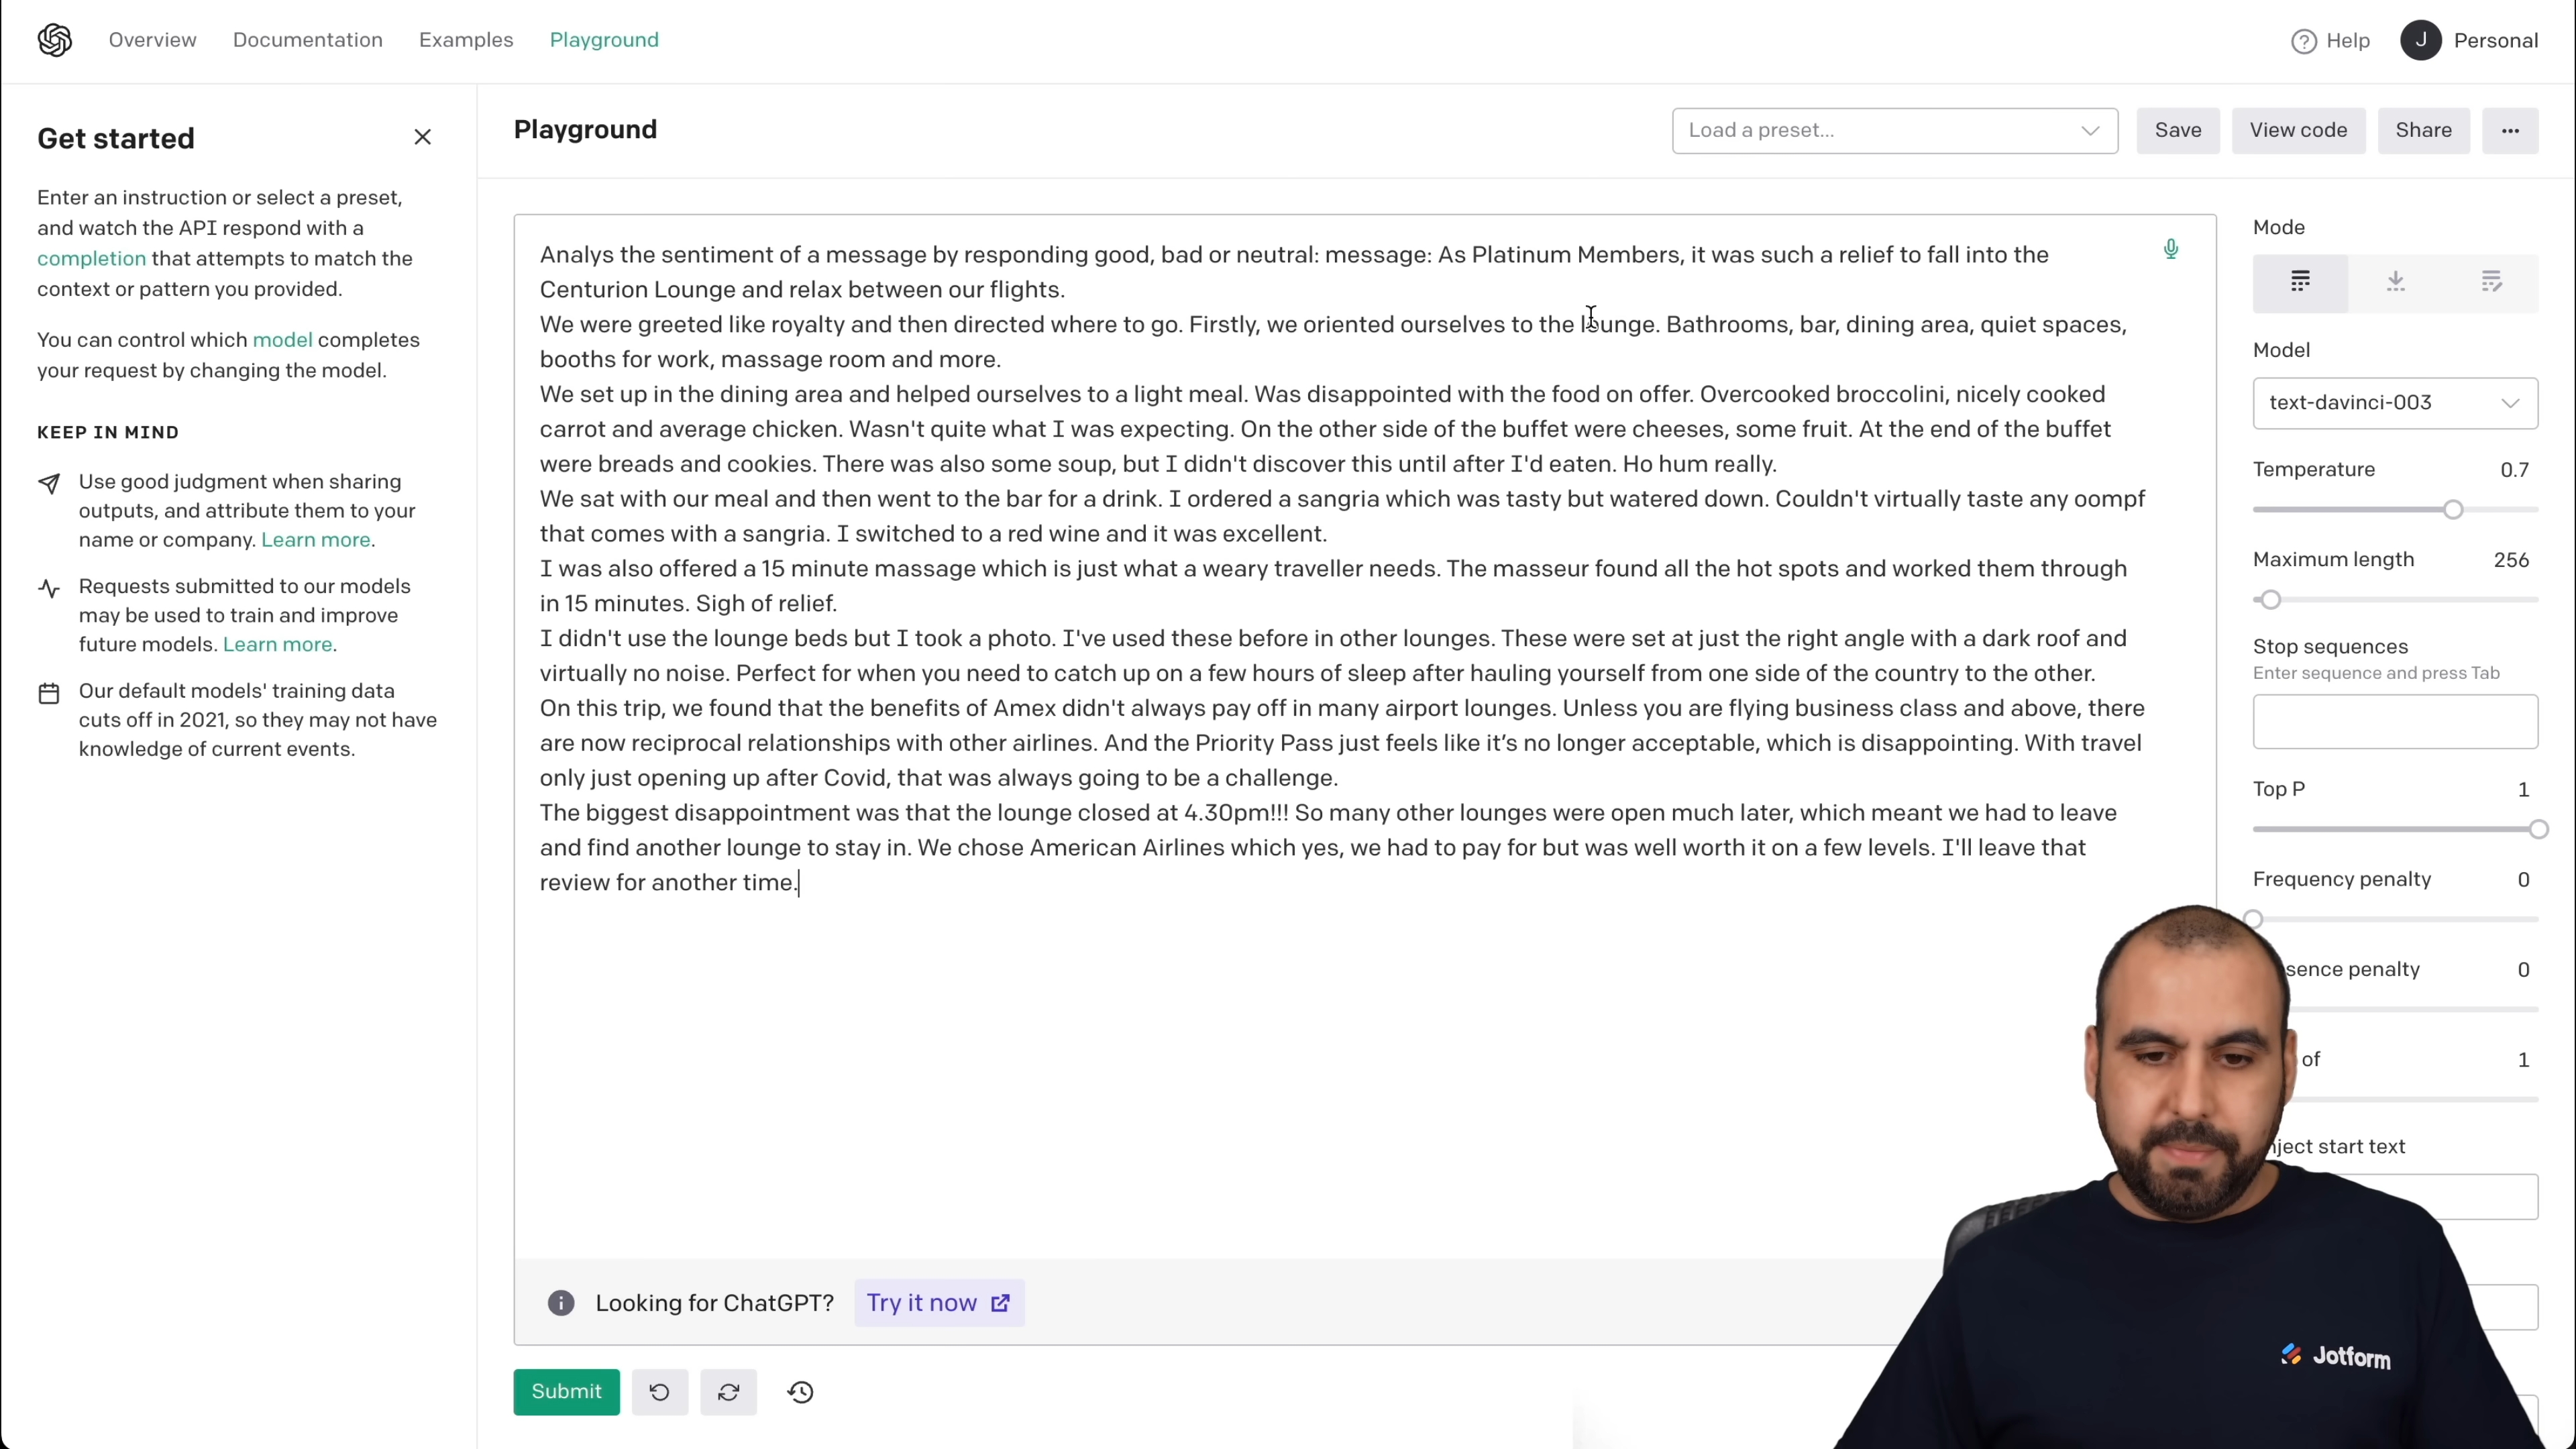 Overview Documentation Examples Playground Help J Personal
Get started
Enter an instruction or select a preset,
and watch the API respond with a
completion that attempts to match the
context or pattern you provided.
You can control which model completes
your request by changing the model.
KEEP IN MIND
Use good judgment when sharing
outputs, and attribute them to your
name or company. Learn more.
Requests submitted to our models
may be used to train and improve
future models. Learn more.
Our default models' training data
cuts off in 2021, so they may not have
knowledge of current events.
Playground
Load a preset...
Save
View code
Share
Analys the sentiment of a message by responding good, bad or neutral: message: As Platinum Members, it was such a relief to fall into the
Centurion Lounge and relax between our flights.
We were greeted like royalty and then directed where to go. Firstly, we oriented ourselves to the lounge. Bathrooms, bar, dining area, quiet spaces,
booths for work, massage room and more.
We set up in the dining area and helped ourselves to a light meal. Was disappointed with the food on offer. Overcooked broccolini, nicely cooked
carrot and average chicken. Wasn't quite what I was expecting. On the other side of the buffet were cheeses, some fruit. At the end of the buffet
were breads and cookies. There was also some soup, but I didn't discover this until after I'd eaten. Ho hum really.
We sat with our meal and then went to the bar for a drink. I ordered a sangria which was tasty but watered down. Couldn't virtually taste any oompf
that comes with a sangria. I switched to a red wine and it was excellent.
I was also offered a 15 minute massage which is just what a weary traveller needs. The masseur found all the hot spots and worked them through
in 15 minutes. Sigh of relief.
I didn't use the lounge beds but I took a photo. I've used these before in other lounges. These were set at just the right angle with a dark roof and
virtually no noise. Perfect for when you need to catch up on a few hours of sleep after hauling yourself from one side of the country to the other.
On this trip, we found that the benefits of Amex didn't always pay off in many airport lounges. Unless you are flying business class and above, there
are now reciprocal relationships with other airlines. And the Priority Pass just feels like it’s no longer acceptable, which is disappointing. With travel
only just opening up after Covid, that was always going to be a challenge.
The biggest disappointment was that the lounge closed at 4.30pm!!! So many other lounges were open much later, which meant we had to leave
and find another lounge to stay in. We chose American Airlines which yes, we had to pay for but was well worth it on a few levels. I'll leave that
review for another time.
Looking for ChatGPT? Try it now
Submit
Mode
Model
text-davinci-003
Temperature 0.7
Maximum length 256
Stop sequences
Enter sequence and press Tab
Top P 1
Frequency penalty 0
sence penalty 0
of 1
ject start text
Jotform